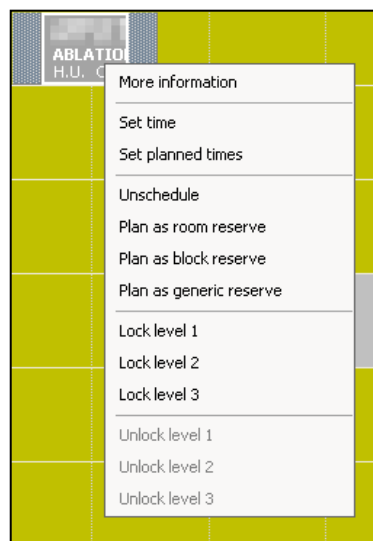 ABLATIO
H.U.
More information
Set time
Set planned times
Unschedule
Plan as room reserve
Plan as block reserve
Plan as generic reserve
Lock level 1
Lock level 2
Lock level 3
Unlock level 1
Unlock level 2
Unlock level 3